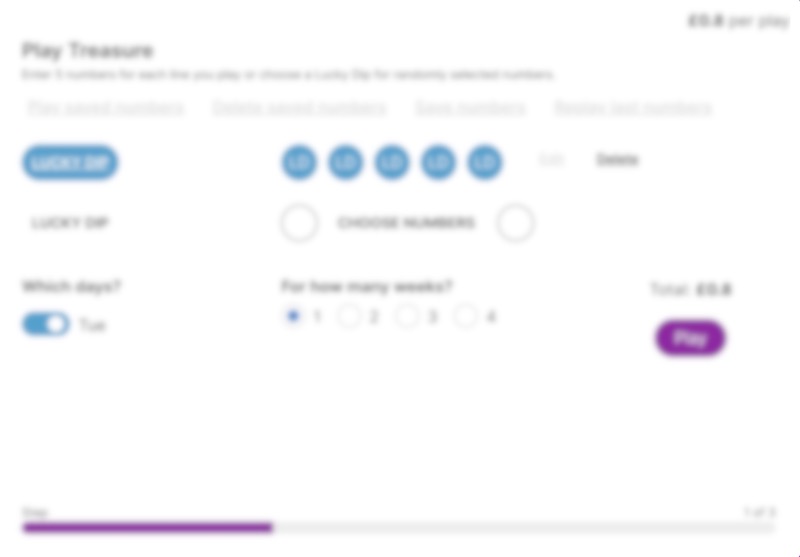 £0.8 per play
Play Treasure
Enter 5 numbers for each line you play or choose a Lucky Dip for randomly selected numbers.
Play saved numbers Delete saved numbers Save numbers Replay last numbers
LUCKY DIP LD LD LD LD LD Edit Delete
LUCKY DIP CHOOSE NUMBERS
Which days? For how many weeks? Total: £0.8
Tue 1 2 3 4 Play
Step 1 of 3